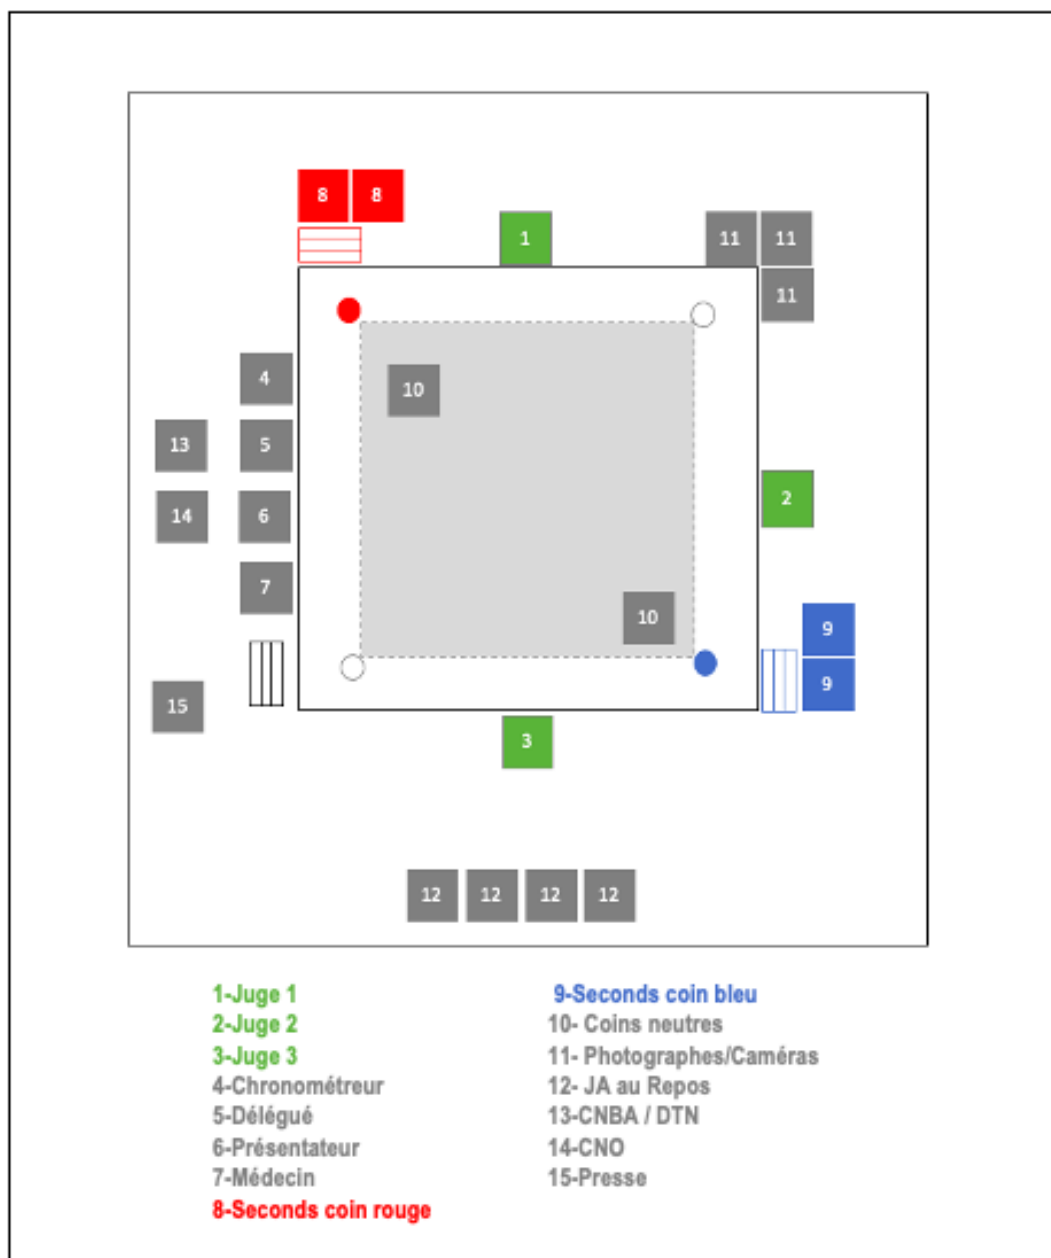 8 8
1
11 11
11
4
10
13 5
2
14 6
7
10
9
9
15
3
12 12 12 12
1-Juge 1
2-Juge 2
3-Juge 3
4-Chronométreur
5-Délégué
6-Présentateur
7-Médecin
8-Seconds coin rouge
9-Seconds coin bleu
10- Coins neutres
11- Photographes/Caméras
12- JA au Repos
13-CNBA / DTN
14-CNO
15-Presse